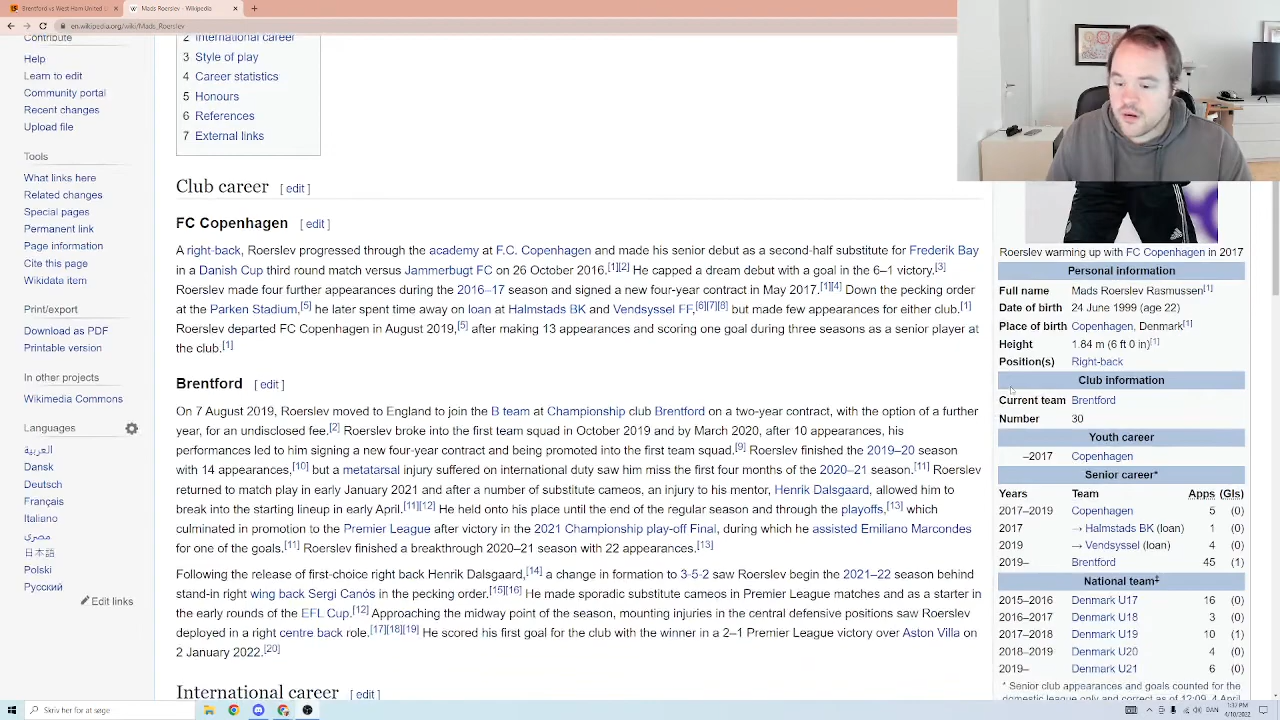 Brentford vs West Ham United
Mads Roerslev - Wikipedia
en.wikipedia.org/wiki/Mads_Roerslev
Contribute
Help
Learn to edit
Community portal
Recent changes
Upload file
Tools
What links here
Related changes
Special pages
Permanent link
Page information
Cite this page
Wikidata item
Print/export
Download as PDF
Printable version
In other projects
Wikimedia Commons
Languages
العربية
Dansk
Deutsch
Français
Italiano
مصرى
日本語
Polski
Русский
Edit links
2 International career
3 Style of play
4 Career statistics
5 Honours
6 References
7 External links
Club career [ edit ]
FC Copenhagen [ edit ]
A right-back, Roerslev progressed through the academy at F.C. Copenhagen and made his senior debut as a second-half substitute for Frederik Bay
in a Danish Cup third round match versus Jammerbugt FC on 26 October 2016.[1][2] He capped a dream debut with a goal in the 6–1 victory.[3]
Roerslev made four further appearances during the 2016–17 season and signed a new four-year contract in May 2017.[1][4] Down the pecking order
at the Parken Stadium,[5] he later spent time away on loan at Halmstads BK and Vendsyssel FF,[6][7][8] but made few appearances for either club.[1]
Roerslev departed FC Copenhagen in August 2019,[5] after making 13 appearances and scoring one goal during three seasons as a senior player at
the club.[1]
Brentford [ edit ]
On 7 August 2019, Roerslev moved to England to join the B team at Championship club Brentford on a two-year contract, with the option of a further
year, for an undisclosed fee.[2] Roerslev broke into the first team squad in October 2019 and by March 2020, after 10 appearances, his
performances led to him signing a new four-year contract and being promoted into the first team squad.[9] Roerslev finished the 2019–20 season
with 14 appearances,[10] but a metatarsal injury suffered on international duty saw him miss the first four months of the 2020–21 season.[11] Roerslev
returned to match play in early January 2021 and after a number of substitute cameos, an injury to his mentor, Henrik Dalsgaard, allowed him to
break into the starting lineup in early April.[11][12] He held onto his place until the end of the regular season and through the playoffs,[13] which
culminated in promotion to the Premier League after victory in the 2021 Championship play-off Final, during which he assisted Emiliano Marcondes
for one of the goals.[11] Roerslev finished a breakthrough 2020–21 season with 22 appearances.[13]
Following the release of first-choice right back Henrik Dalsgaard,[14] a change in formation to 3-5-2 saw Roerslev begin the 2021–22 season behind
stand-in right wing back Sergi Canós in the pecking order.[15][16] He made sporadic substitute cameos in Premier League matches and as a starter in
the early rounds of the EFL Cup.[12] Approaching the midway point of the season, mounting injuries in the central defensive positions saw Roerslev
deployed in a right centre back role.[17][18][19] He scored his first goal for the club with the winner in a 2–1 Premier League victory over Aston Villa on
2 January 2022.[20]
International career [ edit ]
Roerslev warming up with FC Copenhagen in 2017
Personal information
Full name Mads Roerslev Rasmussen[1]
Date of birth 24 June 1999 (age 22)
Place of birth Copenhagen, Denmark[1]
Height 1.84 m (6 ft 0 in)[1]
Position(s) Right-back
Club information
Current team Brentford
Number 30
Youth career
–2017 Copenhagen
Senior career*
Years Team Apps (Gls)
2017–2019 Copenhagen 5 (0)
2017 → Halmstads BK (loan) 1 (0)
2019 → Vendsyssel (loan) 4 (0)
2019– Brentford 45 (1)
National team‡
2015–2016 Denmark U17 16 (0)
2016–2017 Denmark U18 3 (0)
2017–2018 Denmark U19 10 (1)
2018–2019 Denmark U20 4 (0)
2019– Denmark U21 6 (0)
* Senior club appearances and goals counted for the
domestic league only and correct as of 12:09, 4 April
Skriv her for at søge
DAN
1:37 PM
4/10/2022